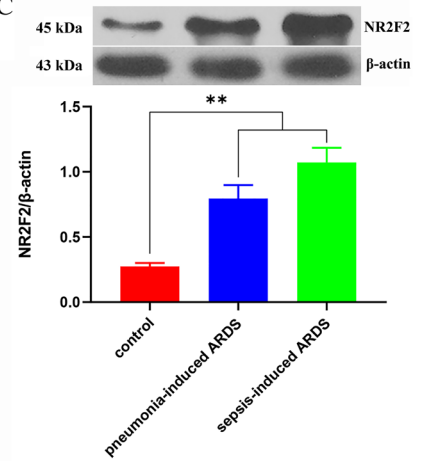 C
45 kDa NR2F2
43 kDa β-actin
**
NR2F2/β-actin
1.5
1.0
0.5
0.0
control
pneumonia-induced ARDS
sepsis-induced ARDS